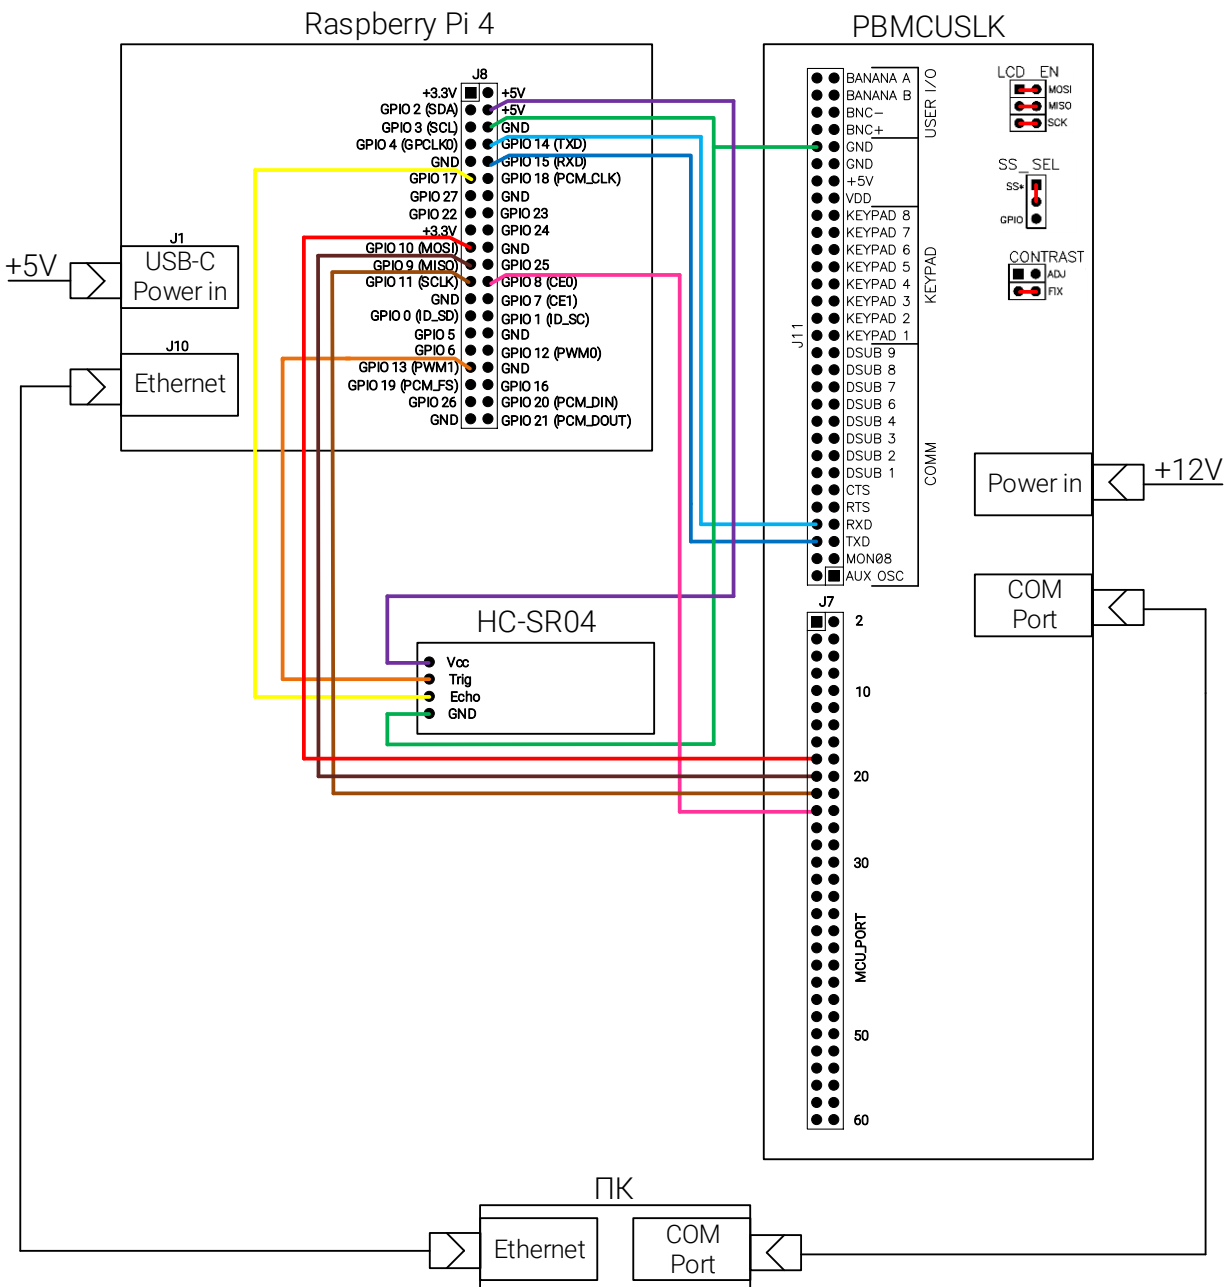 Raspberry Pi 4
J8
+3.3V
GPIO 2 (SDA)
GPIO 3 (SCL)
GPIO 4 (GPCLK0)
GND
GPIO 17
GPIO 27
GPIO 22
+3.3V
GPIO 10 (MOSI)
GPIO 9 (MISO)
GPIO 11 (SCLK)
GND
GPIO 0 (ID_SD)
GPIO 5
GPIO 6
GPIO 13 (PWM1)
GPIO 19 (PCM_FS)
GPIO 26
GND
+5V
+5V
GND
GPIO 14 (TXD)
GPIO 15 (RXD)
GPIO 18 (PCM_CLK)
GND
GPIO 23
GPIO 24
GND
GPIO 25
GPIO 8 (CE0)
GPIO 7 (CE1)
GPIO 1 (ID_SC)
GND
GPIO 12 (PWM0)
GND
GPIO 16
GPIO 20 (PCM_DIN)
GPIO 21 (PCM_DOUT)
+5V
J1
USB-C
Power in
J10
Ethernet
PBMCUSLK
J11
BANANA A
BANANA B
BNC-
BNC+
GND
GND
+5V
VDD
KEYPAD 8
KEYPAD 7
KEYPAD 6
KEYPAD 5
KEYPAD 4
KEYPAD 3
KEYPAD 2
KEYPAD 1
DSUB 9
DSUB 8
DSUB 7
DSUB 6
DSUB 4
DSUB 3
DSUB 2
DSUB 1
CTS
RTS
RXD
TXD
MON08
AUX OSC
USER I/O
KEYPAD
COMM
LCD_EN
MOSI
MISO
SCK
SS_SEL
SS*
GPIO
CONTRAST
ADJ
FIX
Power in
+12V
COM
Port
J7
2
10
20
30
MCU_PORT
50
60
HC-SR04
Vcc
Trig
Echo
GND
ПК
Ethernet
COM
Port